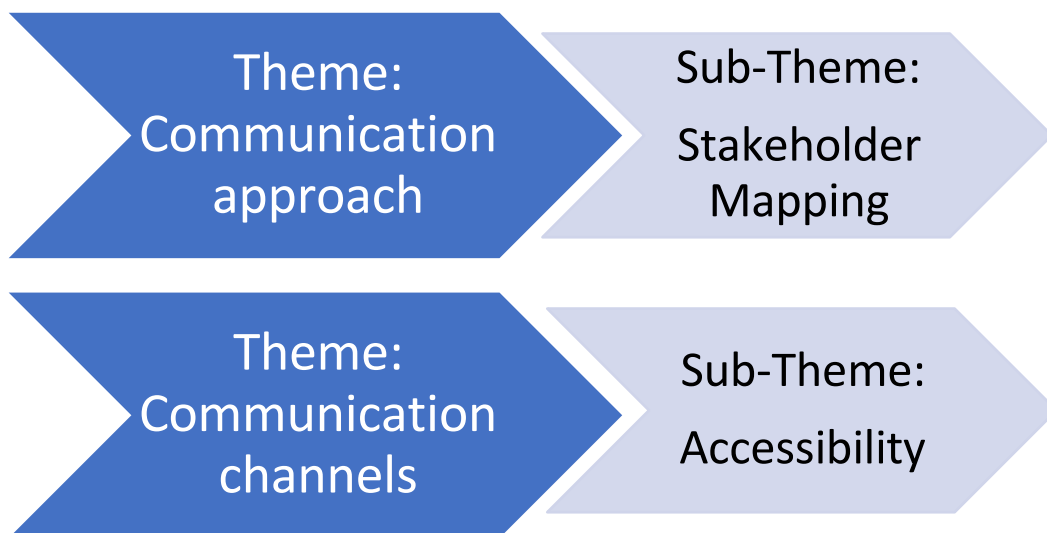 Theme:
Communication
approach
Sub-Theme:
Stakeholder
Mapping
Theme:
Communication
channels
Sub-Theme:
Accessibility